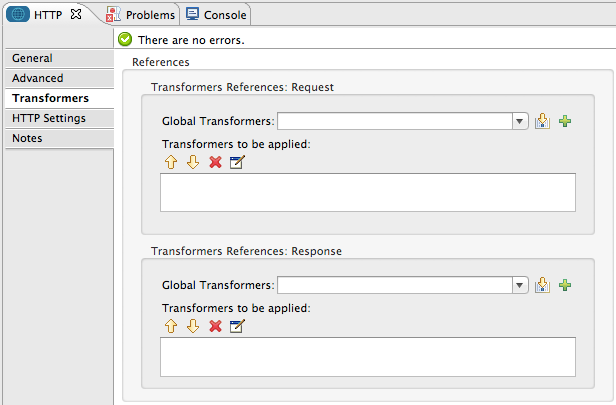 HTTP Problems Console
There are no errors.
General
Advanced
Transformers
HTTP Settings
Notes
References
Transformers References: Request
Global Transformers:
Transformers to be applied:
Transformers References: Response
Global Transformers:
Transformers to be applied: